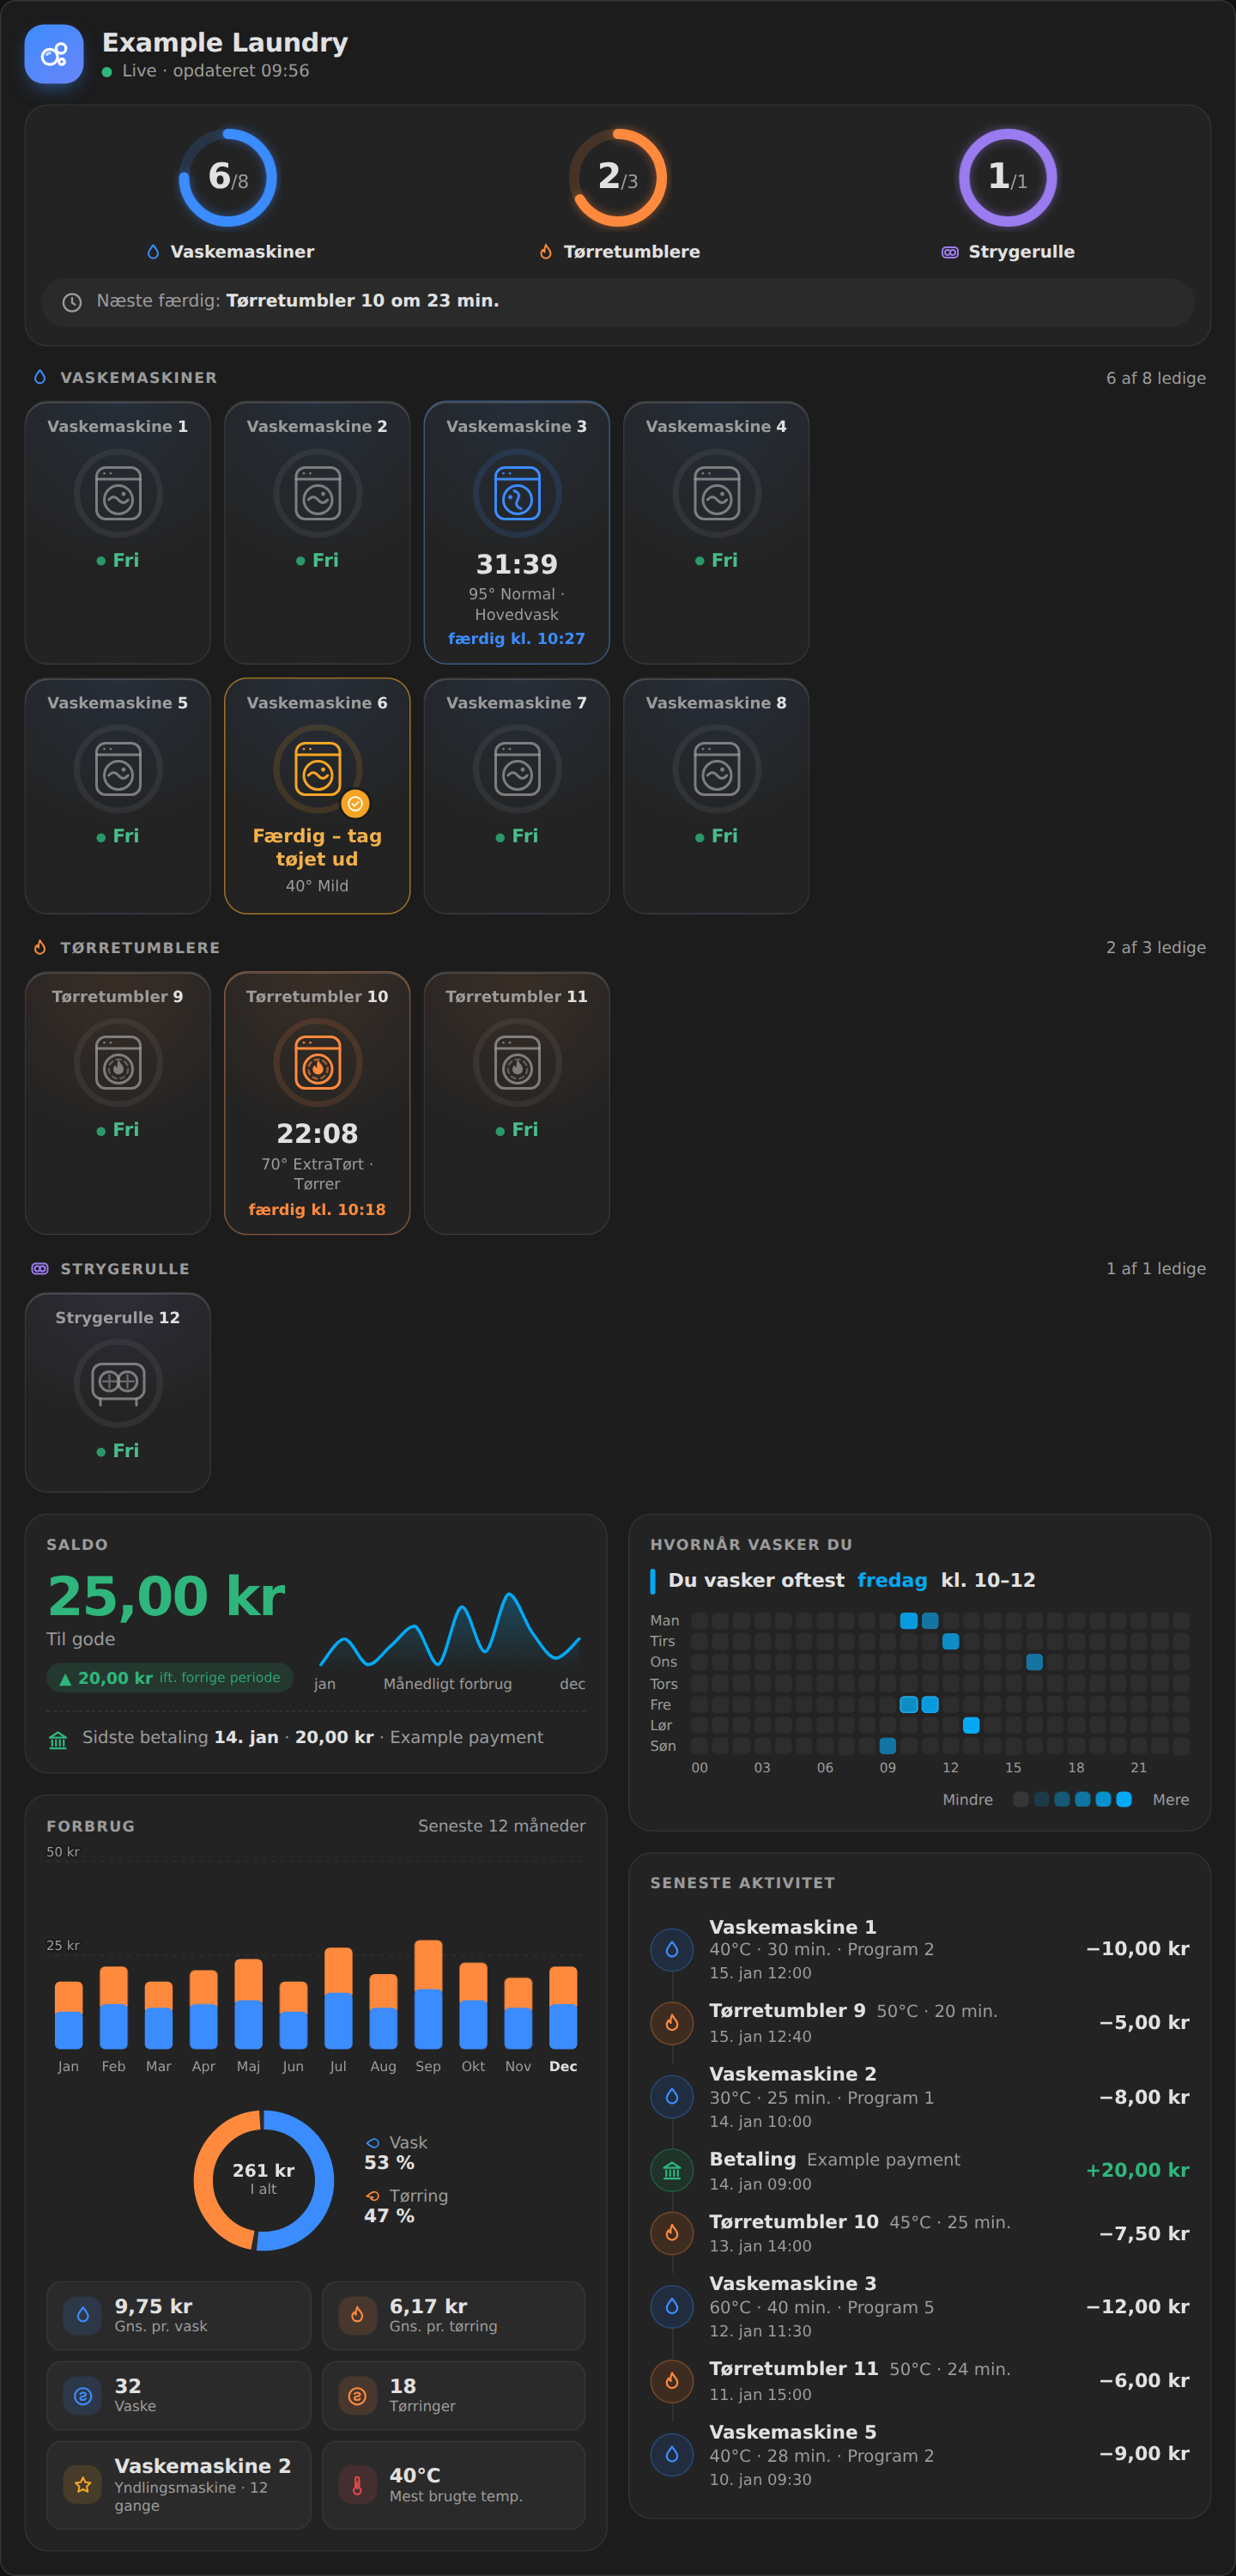 Example Laundry
Live · opdateret 09:56
6/8
Vaskemaskiner
2/3
Tørretumblere
1/1
Strygerulle
Næste færdig: Tørretumbler 10 om 23 min.
VASKEMASKINER
6 af 8 ledige
Vaskemaskine 1
Fri
Vaskemaskine 2
Fri
Vaskemaskine 3
31:39
95° Normal ·
Hovedvask
færdig kl. 10:27
Vaskemaskine 4
Fri
Vaskemaskine 5
Fri
Vaskemaskine 6
Færdig – tag
tøjet ud
40° Mild
Vaskemaskine 7
Fri
Vaskemaskine 8
Fri
TØRRETUMBLERE
2 af 3 ledige
Tørretumbler 9
Fri
Tørretumbler 10
22:08
70° ExtraTørt ·
Tørrer
færdig kl. 10:18
Tørretumbler 11
Fri
STRYGERULLE
1 af 1 ledige
Strygerulle 12
Fri
SALDO
25,00 kr
Til gode
▲ 20,00 kr ift. forrige periode
jan Månedligt forbrug dec
Sidste betaling 14. jan · 20,00 kr · Example payment
FORBRUG
Seneste 12 måneder
50 kr
25 kr
Jan Feb Mar Apr Maj Jun Jul Aug Sep Okt Nov Dec
261 kr
I alt
Vask
53 %
Tørring
47 %
9,75 kr
Gns. pr. vask
6,17 kr
Gns. pr. tørring
32
Vaske
18
Tørringer
Vaskemaskine 2
Yndlingsmaskine · 12
gange
40°C
Mest brugte temp.
HVORNÅR VASKER DU
Du vasker oftest fredag kl. 10–12
Man
Tirs
Ons
Tors
Fre
Lør
Søn
00 03 06 09 12 15 18 21
Mindre Mere
SENESTE AKTIVITET
Vaskemaskine 1
40°C · 30 min. · Program 2
15. jan 12:00
−10,00 kr
Tørretumbler 9 50°C · 20 min.
15. jan 12:40
−5,00 kr
Vaskemaskine 2
30°C · 25 min. · Program 1
14. jan 10:00
−8,00 kr
Betaling Example payment
14. jan 09:00
+20,00 kr
Tørretumbler 10 45°C · 25 min.
13. jan 14:00
−7,50 kr
Vaskemaskine 3
60°C · 40 min. · Program 5
12. jan 11:30
−12,00 kr
Tørretumbler 11 50°C · 24 min.
11. jan 15:00
−6,00 kr
Vaskemaskine 5
40°C · 28 min. · Program 2
10. jan 09:30
−9,00 kr